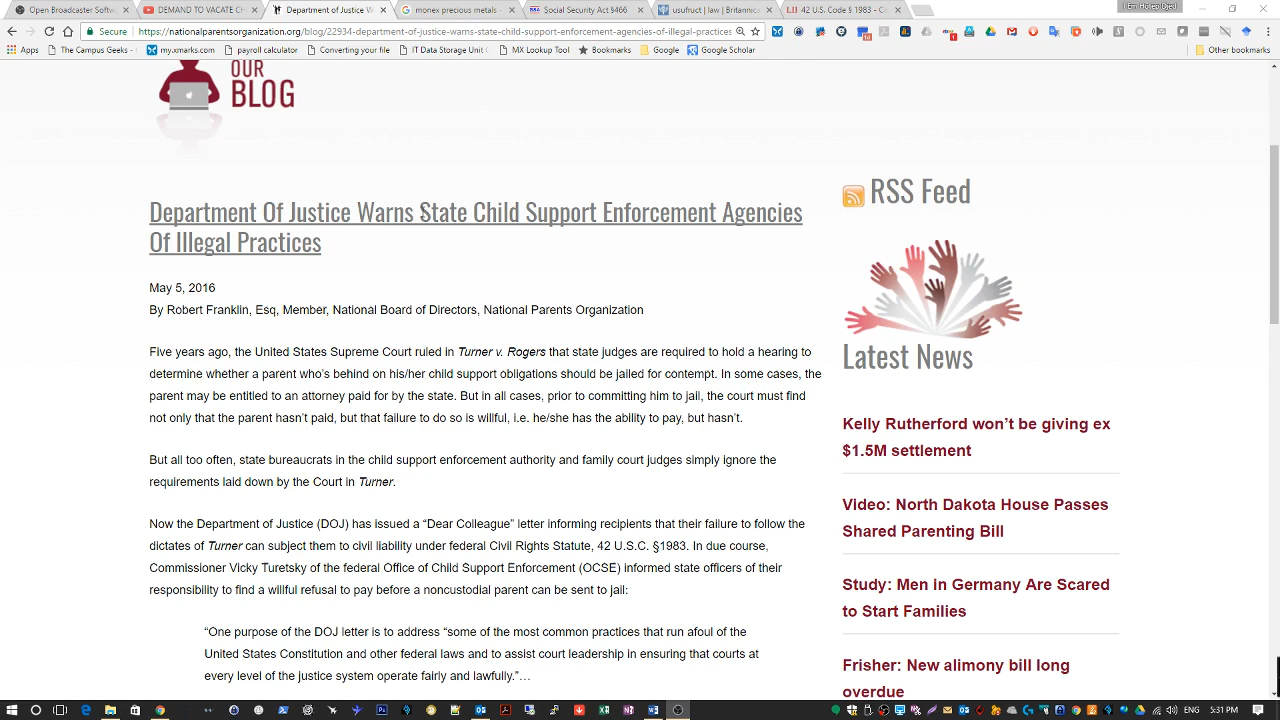 Open Broadcaster Softw
DEMAND TO VACATE CH
Department of Justice W
monex precious metals
Social Security Act §466
usufruct | law | Britannica
42 U.S. Code § 1983 - Ci
Em Hotep Dejd
Secure | https://nationalparentsorganization.org/blog/22934-department-of-justice-warns-state-child-support-enforcement-agencies-of-illegal-practices
Apps
The Campus Geeks -
my.xmarks.com
paypal calculator
Converting your file
IT Data Storage Unit C
MX Lookup Tool
Bookmarks
Google
Google Scholar
Other bookmarks
OUR
BLOG
Department Of Justice Warns State Child Support Enforcement Agencies
Of Illegal Practices
May 5, 2016
By Robert Franklin, Esq, Member, National Board of Directors, National Parents Organization
Five years ago, the United States Supreme Court ruled in Turner v. Rogers that state judges are required to hold a hearing to
determine whether a parent who's behind on his/her child support obligations should be jailed for contempt. In some cases, the
parent may be entitled to an attorney paid for by the state. But in all cases, prior to committing him to jail, the court must find
not only that the parent hasn't paid, but that failure to do so is willful, i.e. he/she has the ability to pay, but hasn't.
But all too often, state bureaucrats in the child support enforcement authority and family court judges simply ignore the
requirements laid down by the Court in Turner.
Now the Department of Justice (DOJ) has issued a “Dear Colleague” letter informing recipients that their failure to follow the
dictates of Turner can subject them to civil liability under federal Civil Rights Statute, 42 U.S.C. §1983. In due course,
Commissioner Vicky Turetsky of the federal Office of Child Support Enforcement (OCSE) informed state officers of their
responsibility to find a willful refusal to pay before a noncustodial parent can be sent to jail:
“One purpose of the DOJ letter is to address “some of the most common practices that run afoul of the
United States Constitution and other federal laws and to assist court leadership in ensuring that courts at
every level of the justice system operate fairly and lawfully.”…
RSS Feed
Latest News
Kelly Rutherford won't be giving ex
$1.5M settlement
Video: North Dakota House Passes
Shared Parenting Bill
Study: Men in Germany Are Scared
to Start Families
Frisher: New alimony bill long
overdue
5:31 PM